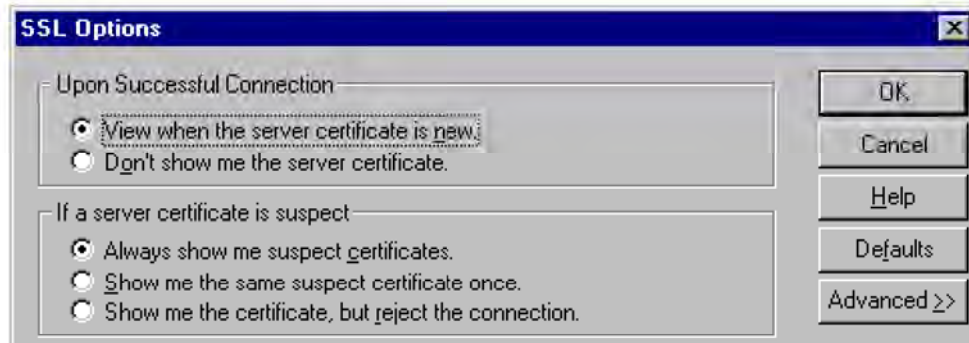 SSL Options
Upon Successful Connection
View when the server certificate is new.
Don't show me the server certificate.
If a server certificate is suspect
Always show me suspect certificates.
Show me the same suspect certificate once.
Show me the certificate, but reject the connection.
OK
Cancel
Help
Defaults
Advanced >>